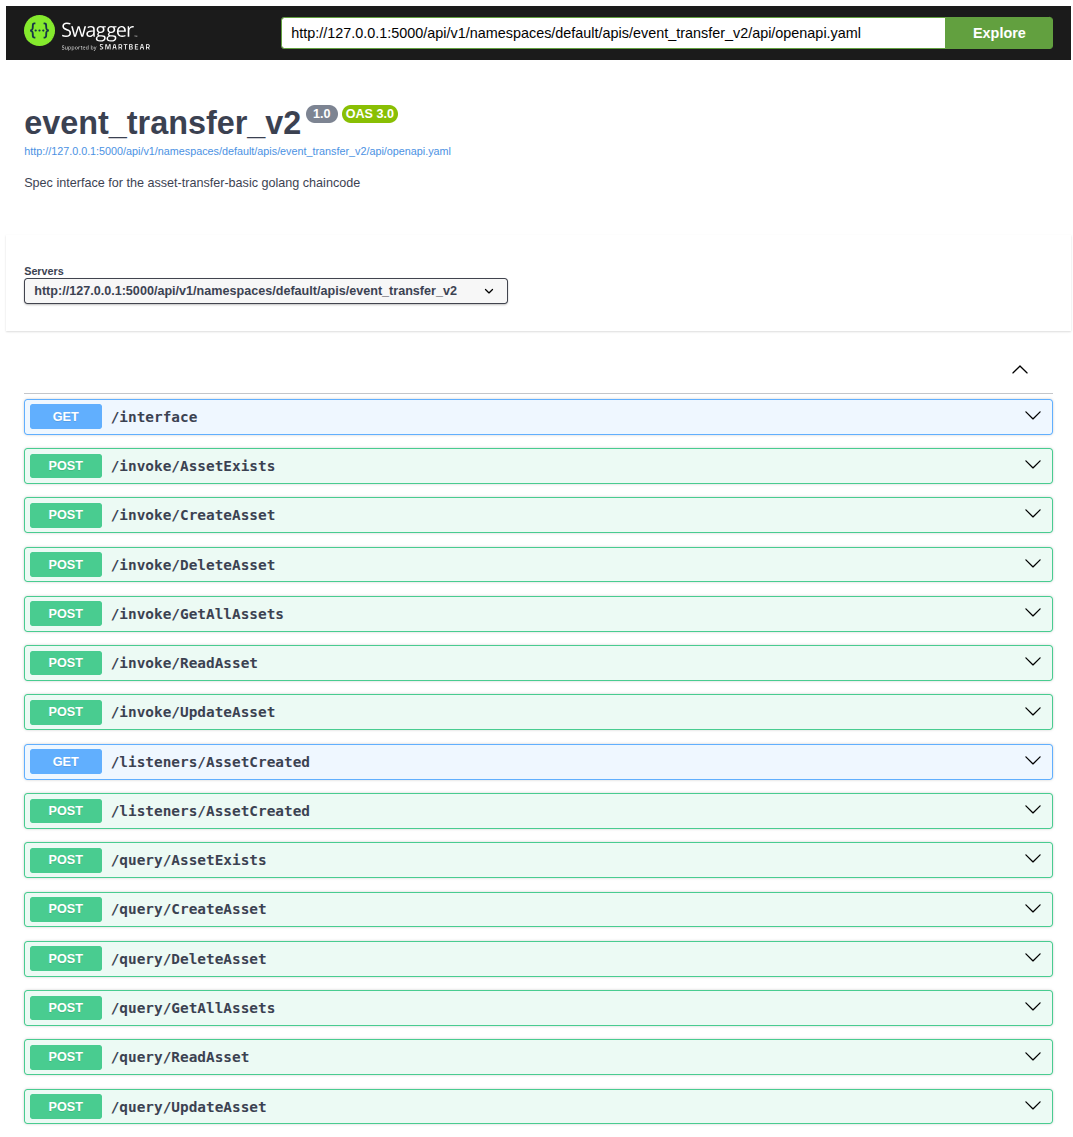 {···} Swagger
Supported by SMARTBEAR
http://127.0.0.1:5000/api/v1/namespaces/default/apis/event_transfer_v2/api/openapi.yaml
Explore
event_transfer_v2 1.0 OAS 3.0
http://127.0.0.1:5000/api/v1/namespaces/default/apis/event_transfer_v2/api/openapi.yaml
Spec interface for the asset-transfer-basic golang chaincode
Servers
http://127.0.0.1:5000/api/v1/namespaces/default/apis/event_transfer_v2
GET /interface
POST /invoke/AssetExists
POST /invoke/CreateAsset
POST /invoke/DeleteAsset
POST /invoke/GetAllAssets
POST /invoke/ReadAsset
POST /invoke/UpdateAsset
GET /listeners/AssetCreated
POST /listeners/AssetCreated
POST /query/AssetExists
POST /query/CreateAsset
POST /query/DeleteAsset
POST /query/GetAllAssets
POST /query/ReadAsset
POST /query/UpdateAsset